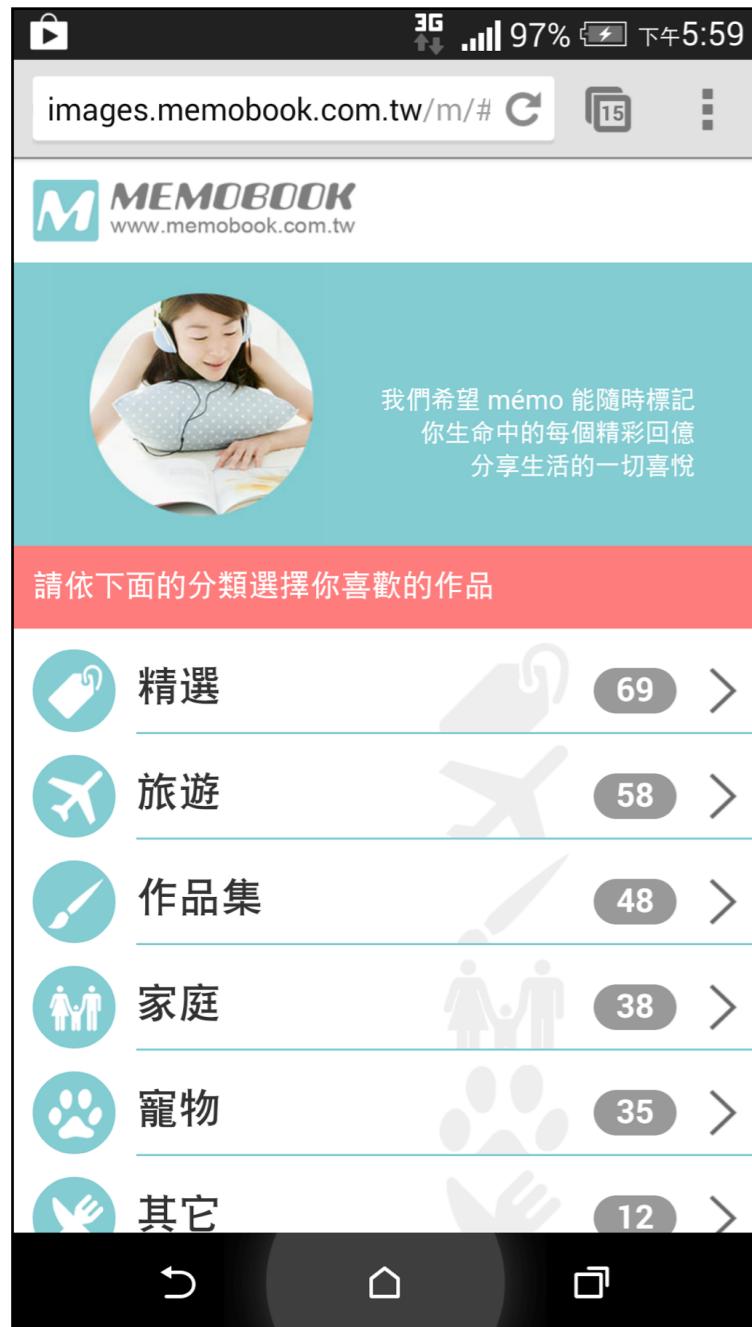 3G 97% 下午5:59
images.memobook.com.tw/m/# 15
M MEMOBOOK
www.memobook.com.tw
我們希望 mémo 能隨時標記
你生命中的每個精彩回億
分享生活的一切喜悅
請依下面的分類選擇你喜歡的作品
精選 69
旅遊 58
作品集 48
家庭 38
寵物 35
其它 12